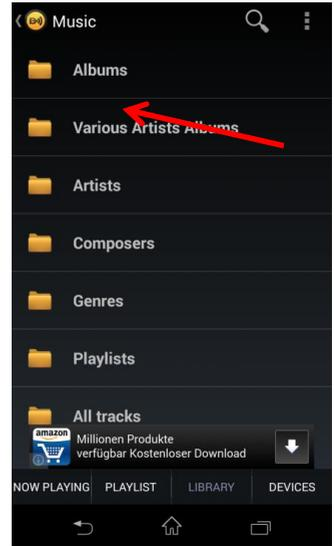 Music
Albums
Various Artists Albums
Artists
Composers
Genres
Playlists
All tracks
amazon
Millionen Produkte
verfügbar Kostenloser Download
NOW PLAYING PLAYLIST LIBRARY DEVICES